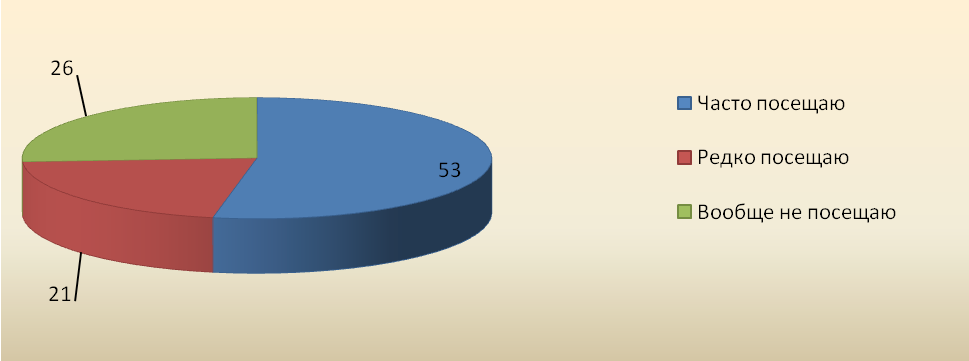 26
53
21
Часто посещаю
Редко посещаю
Вообще не посещаю